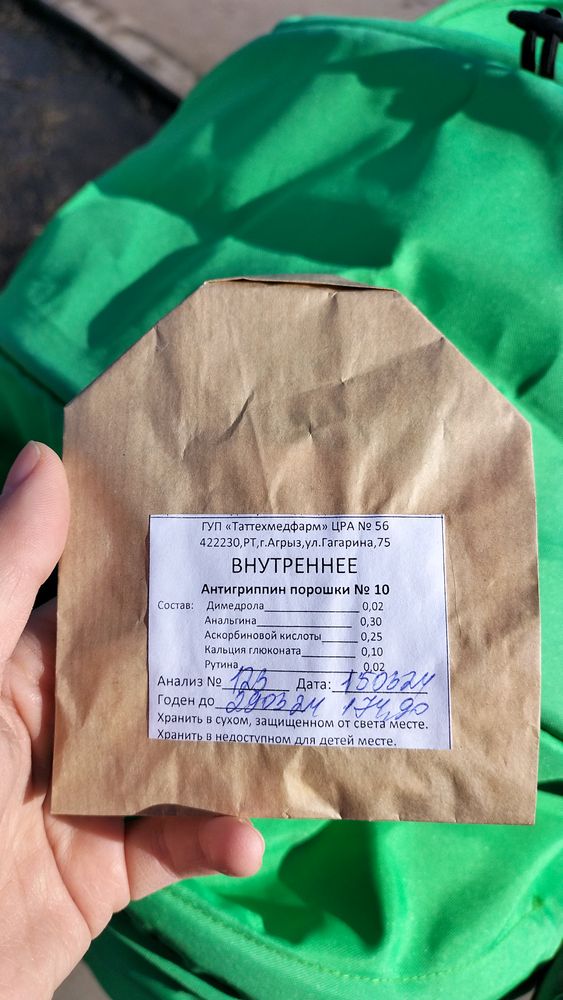 ГУП «Таттехмедфарм» ЦРА № 56
422230,РТ,г.Агрыз,ул.Гагарина,75
ВНУТРЕННЕЕ
Антигриппин порошки № 10
Состав: Димедрола 0,02
Анальгина 0,30
Аскорбиновой кислоты 0,25
Кальция глюконата 0,10
Рутина 0,02
Анализ № 123 Дата: 150324
Годен до 290324 174,90
Хранить в сухом, защищенном от света месте.
Хранить в недоступном для детей месте.